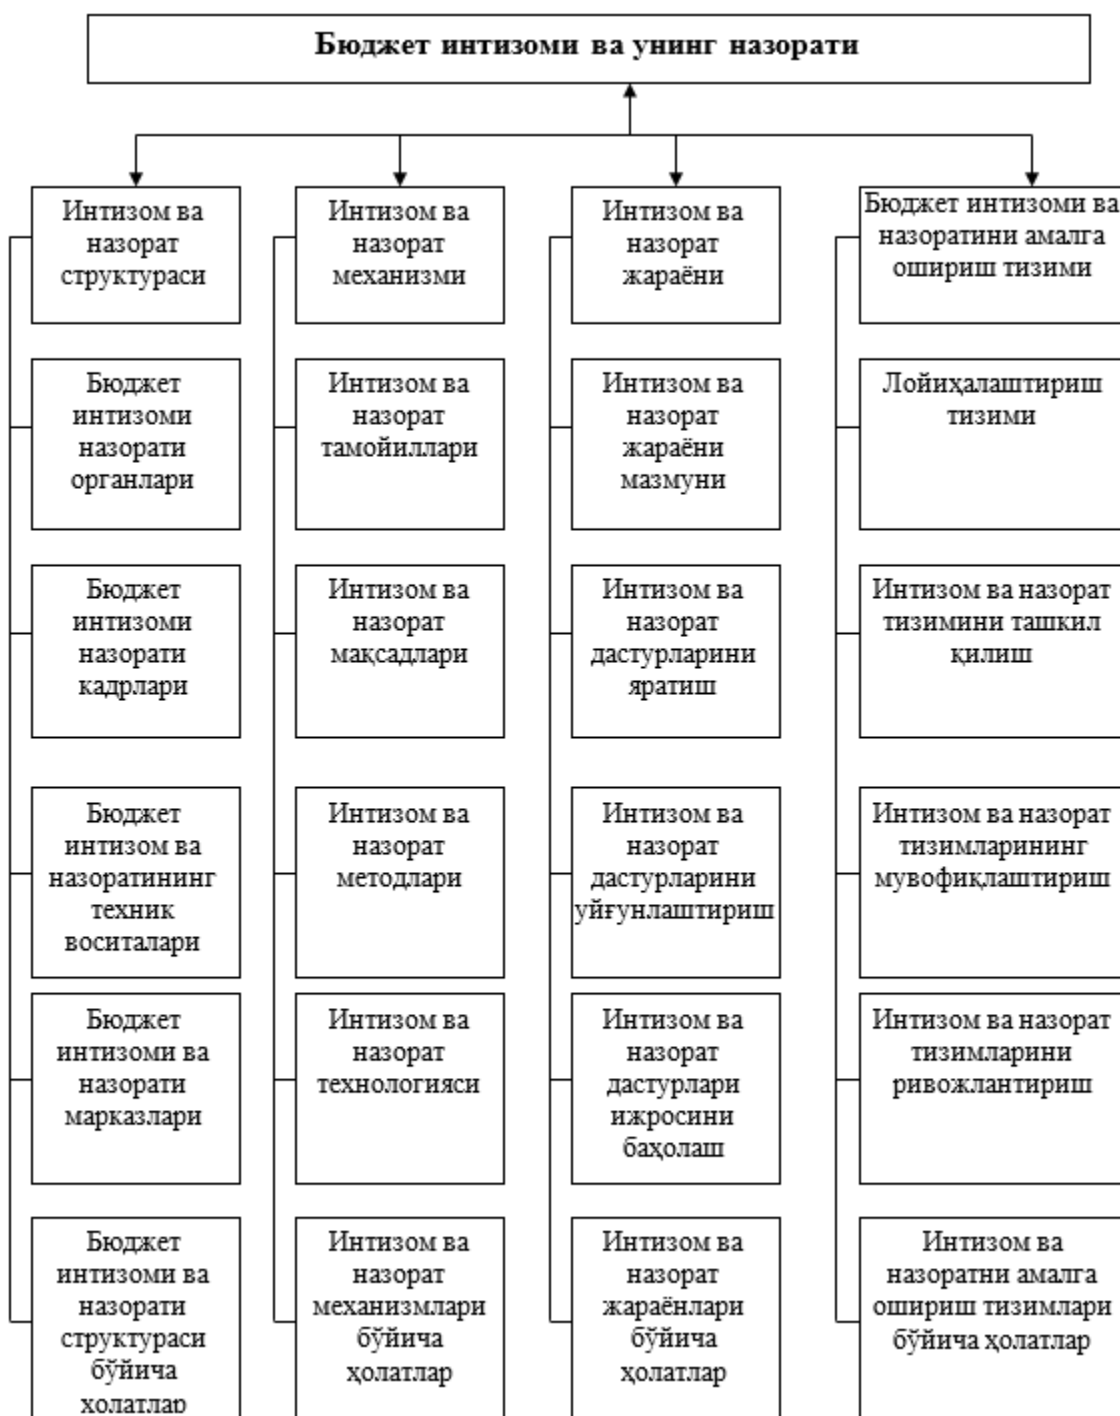 Бюджет интизоми ва унинг назорати
Интизом ва
назорат
структураси
Бюджет
интизоми
назорати
органлари
Бюджет
интизоми
назорати
кадрлари
Бюджет
интизом ва
назоратининг
техник
воситалари
Бюджет
интизоми ва
назорати
марказлари
Бюджет
интизоми ва
назорати
структураси
бўйича
ҳолатлар
Интизом ва
назорат
механизми
Интизом ва
назорат
тамойиллари
Интизом ва
назорат
мақсадлари
Интизом ва
назорат
методлари
Интизом ва
назорат
технологияси
Интизом ва
назорат
механизмлари
бўйича
ҳолатлар
Интизом ва
назорат
жараёни
Интизом ва
назорат
жараёни
мазмуни
Интизом ва
назорат
дастурларини
яратиш
Интизом ва
назорат
дастурларини
уйғунлаштириш
Интизом ва
назорат
дастурлари
ижросини
баҳолаш
Интизом ва
назорат
жараёнлари
бўйича
ҳолатлар
Бюджет интизоми ва
назоратини амалга
ошириш тизими
Лойиҳалаштириш
тизими
Интизом ва назорат
тизимини ташкил
қилиш
Интизом ва назорат
тизимларининг
мувофиқлаштириш
Интизом ва назорат
тизимларини
ривожлантириш
Интизом ва
назоратни амалга
ошириш тизимлари
бўйича ҳолатлар